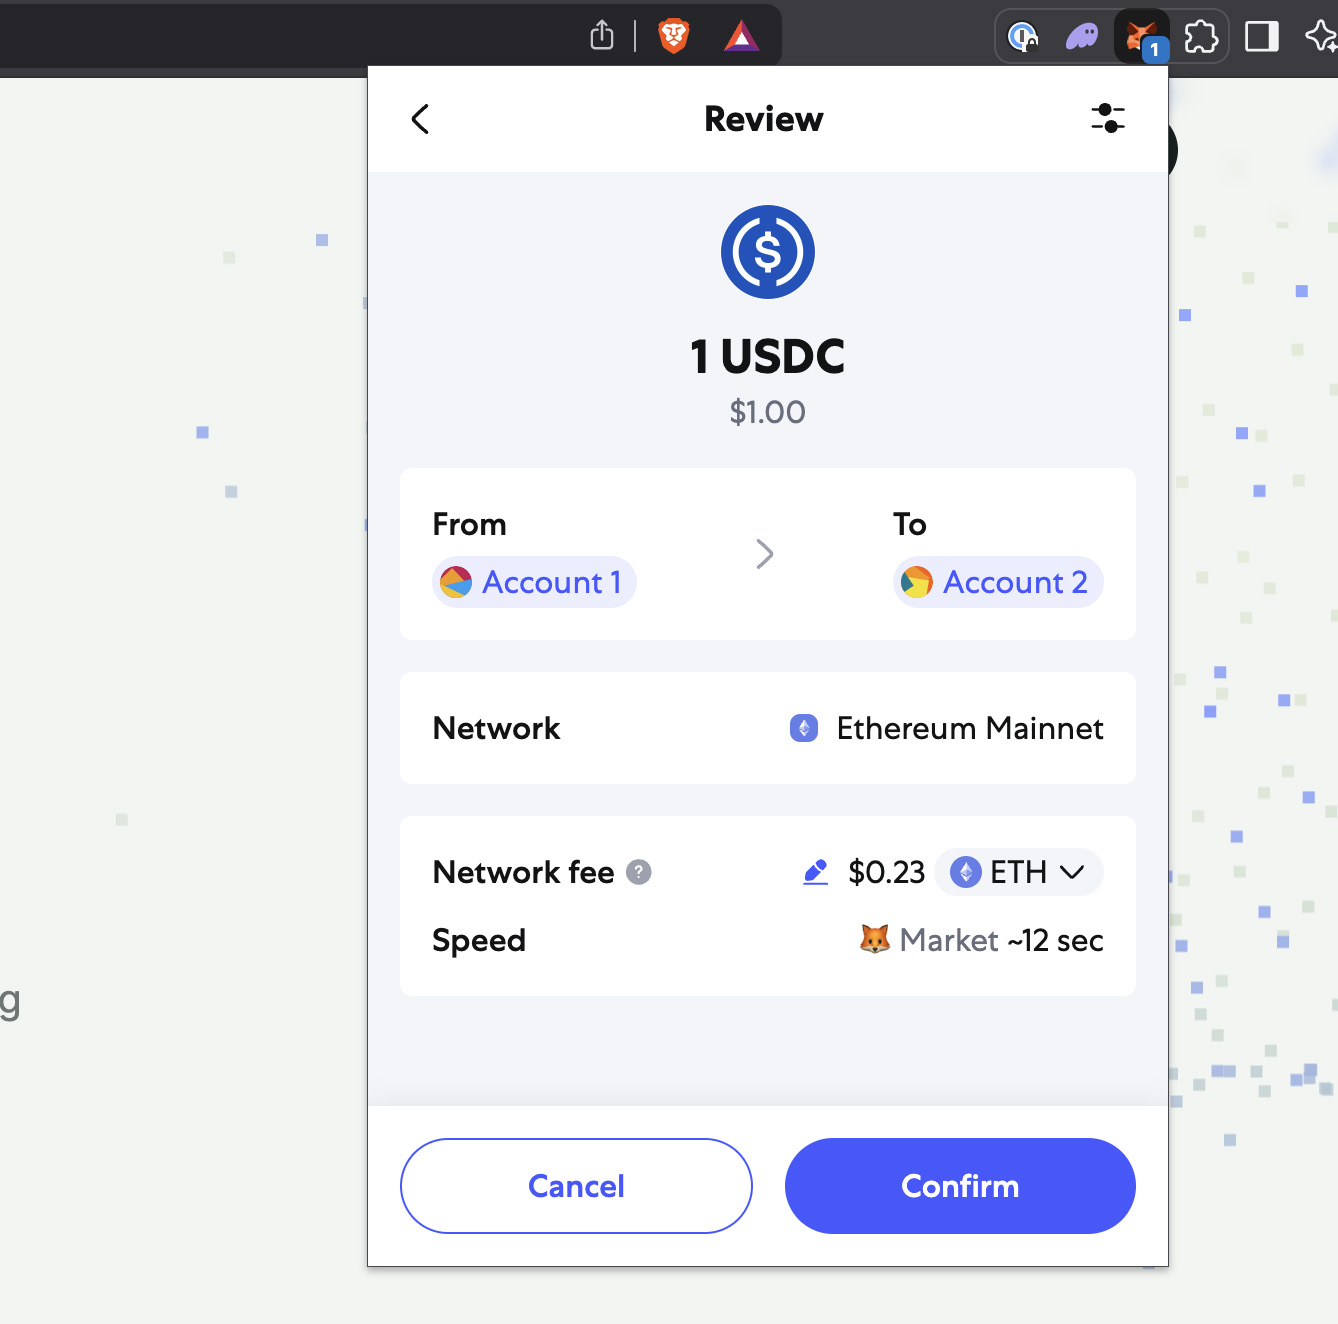 1
Review
$
1 USDC
$1.00
From
To
Account 1
Account 2
Network
Ethereum Mainnet
Network fee ?
$0.23
ETH
Speed
Market ~12 sec
g
Cancel
Confirm